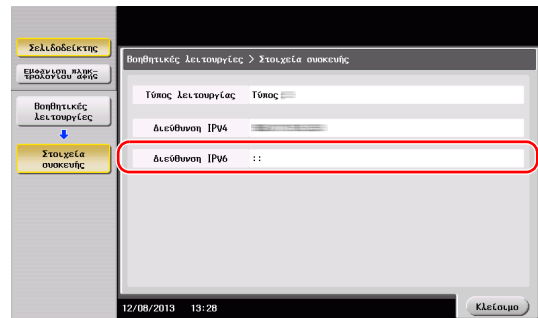 Σελιδοδείκτης
Εμφάνιση πληκ-
τρολογίου αφής
Βοηθητικές
λειτουργίες
Στοιχεία
συσκευής
Βοηθητικές λειτουργίες > Στοιχεία συσκευής
Τύπος λειτουργίας Τύπος
Διεύθυνση IPV4
Διεύθυνση IPV6 ::
12/08/2013 13:28
Κλείσιμο